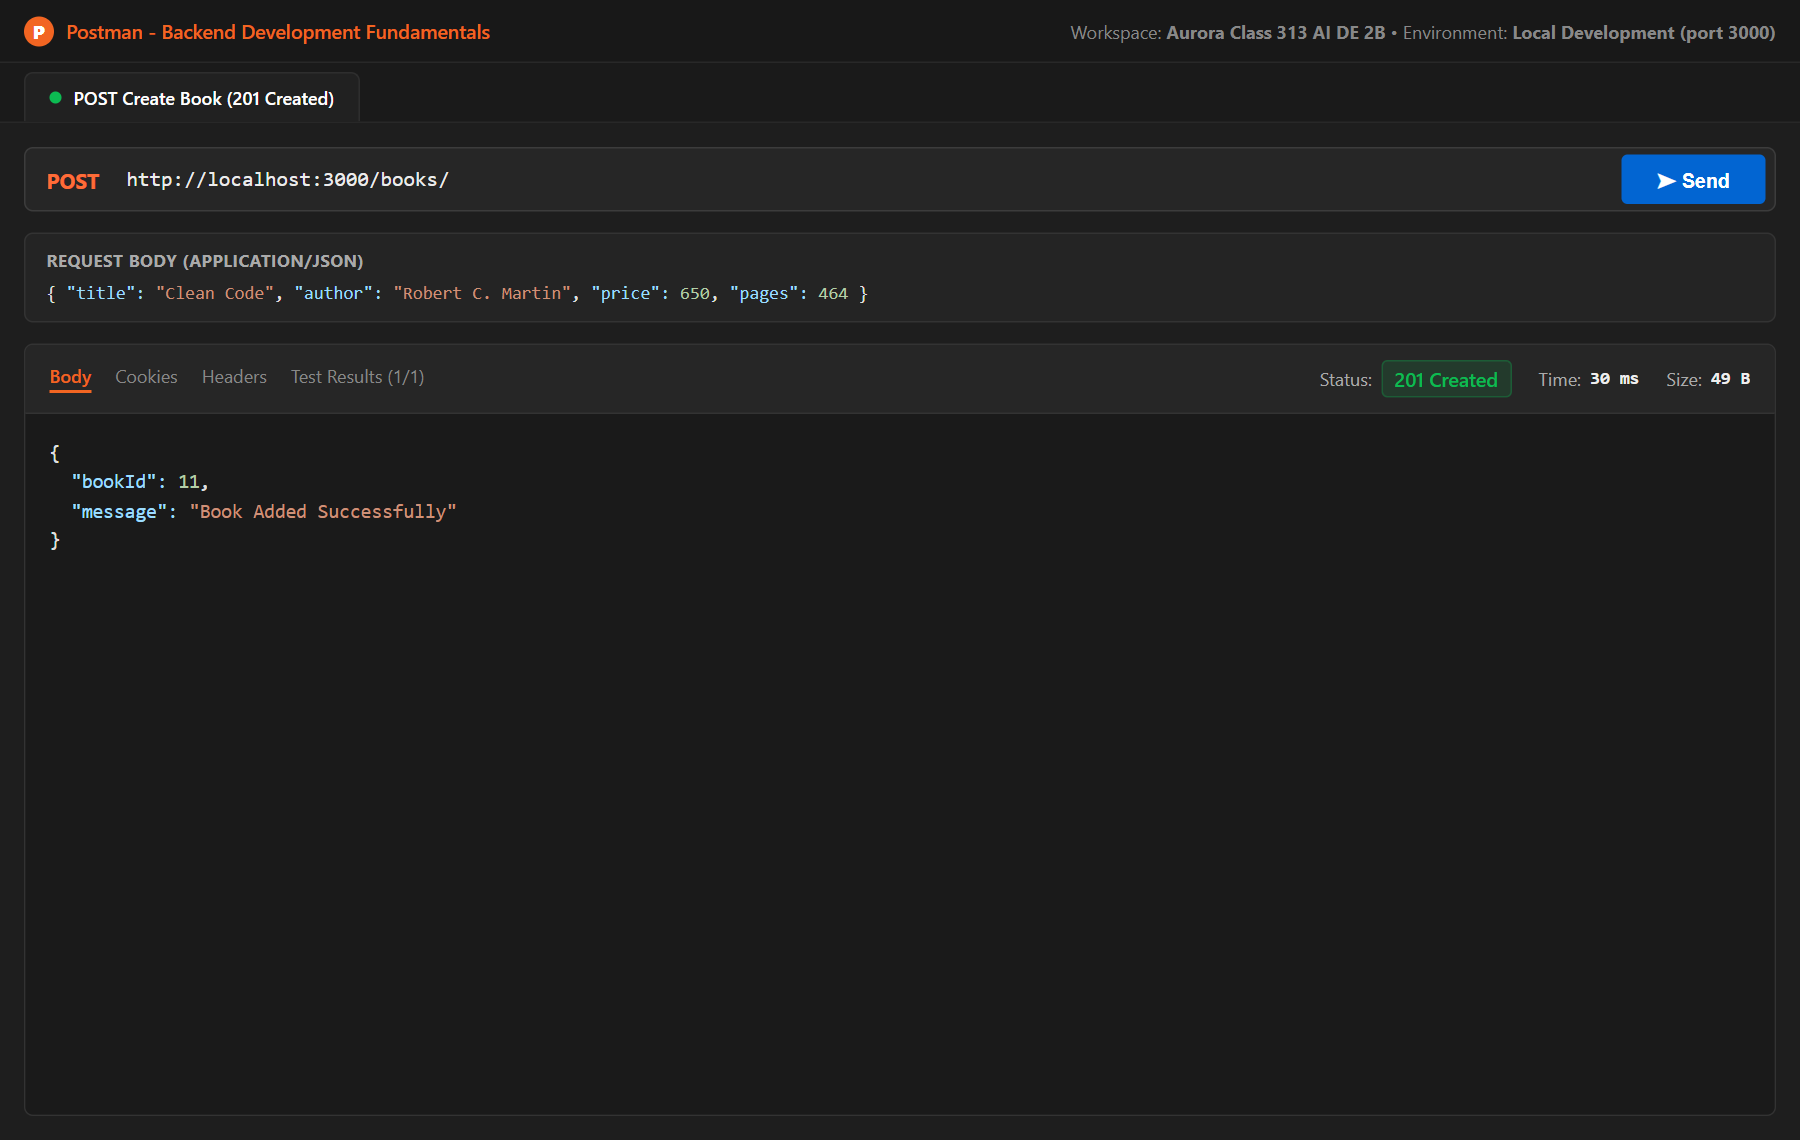 P Postman - Backend Development Fundamentals
Workspace: Aurora Class 313 AI DE 2B • Environment: Local Development (port 3000)
POST Create Book (201 Created)
POST http://localhost:3000/books/
➤ Send
REQUEST BODY (APPLICATION/JSON)
{ "title": "Clean Code", "author": "Robert C. Martin", "price": 650, "pages": 464 }
Body Cookies Headers Test Results (1/1)
Status: 201 Created Time: 30 ms Size: 49 B
{
  "bookId": 11,
  "message": "Book Added Successfully"
}